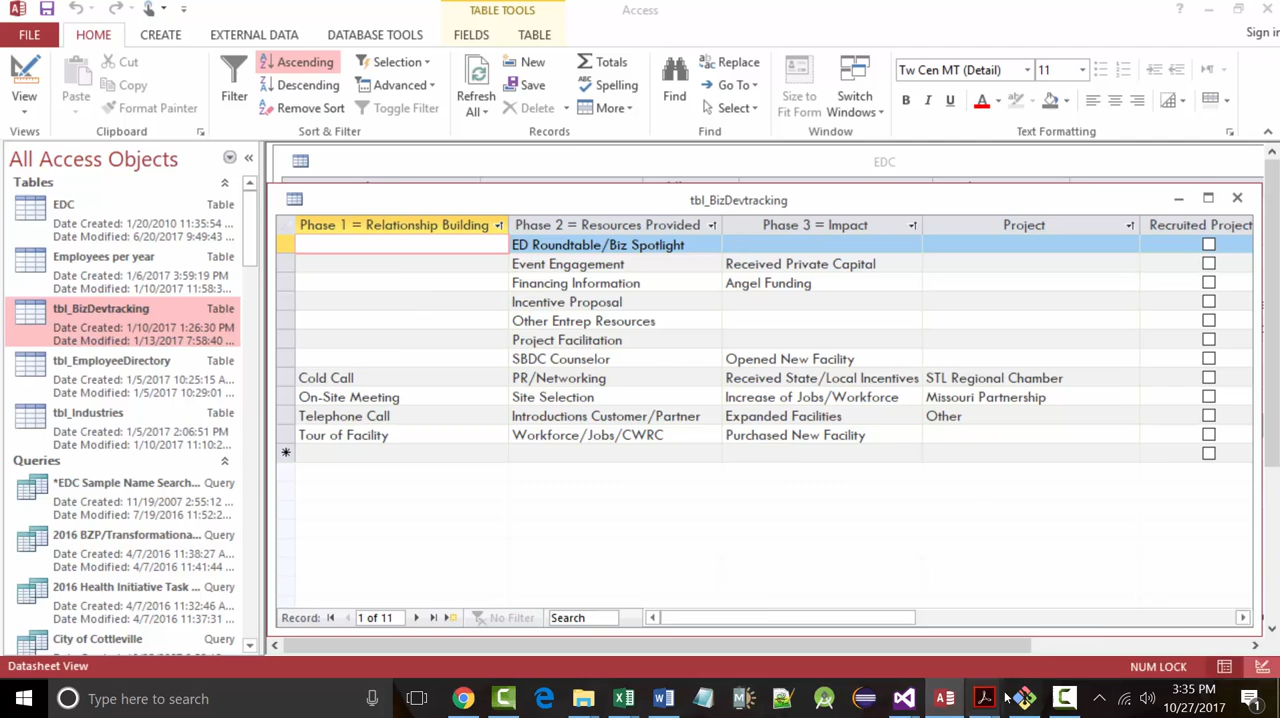 TABLE TOOLS
Access
FILE
HOME
CREATE
EXTERNAL DATA
DATABASE TOOLS
FIELDS
TABLE
Sign in
View
Views
Paste
Cut
Copy
Format Painter
Clipboard
Filter
Ascending
Descending
Remove Sort
Selection
Advanced
Toggle Filter
Sort & Filter
Refresh
All
New
Save
Delete
Totals
Spelling
More
Records
Find
Replace
Go To
Select
Find
Size to
Fit Form
Switch
Windows
Window
Tw Cen MT (Detail)
11
B I U
Text Formatting
All Access Objects
Tables
EDC Table
Date Created: 1/20/2010 11:35:54 ...
Date Modified: 6/20/2017 9:49:43 ...
Employees per year Table
Date Created: 1/6/2017 3:59:19 PM
Date Modified: 1/10/2017 11:58:1...
tbl_BizDevtracking Table
Date Created: 1/10/2017 1:26:30 PM
Date Modified: 1/13/2017 7:58:40 ...
tbl_EmployeeDirectory Table
Date Created: 1/5/2017 10:25:15 A...
Date Modified: 1/5/2017 10:29:01 ...
tbl_Industries Table
Date Created: 1/5/2017 2:06:51 PM
Date Modified: 1/10/2017 11:10:2...
Queries
*EDC Sample Name Search... Query
Date Created: 11/19/2007 2:55:12 ...
Date Modified: 7/19/2016 11:52:2...
2016 BZP/Transformationa... Query
Date Created: 4/7/2016 11:38:27 ...
Date Modified: 4/7/2016 11:41:44 ...
2016 Health Initiative Task ... Query
Date Created: 4/7/2016 11:32:46 ...
Date Modified: 4/7/2016 11:37:31 ...
City of Cottleville Query
EDC
tbl_BizDevtracking
Phase 1 = Relationship Building Phase 2 = Resources Provided Phase 3 = Impact Project Recruited Project
ED Roundtable/Biz Spotlight
Event Engagement Received Private Capital
Financing Information Angel Funding
Incentive Proposal
Other Entrep Resources
Project Facilitation
SBDC Counselor Opened New Facility
Cold Call PR/Networking Received State/Local Incentives STL Regional Chamber
On-Site Meeting Site Selection Increase of Jobs/Workforce Missouri Partnership
Telephone Call Introductions Customer/Partner Expanded Facilities Other
Tour of Facility Workforce/Jobs/CWRC Purchased New Facility
Record: 1 of 11 No Filter Search
Datasheet View
NUM LOCK
Type here to search
3:35 PM
10/27/2017